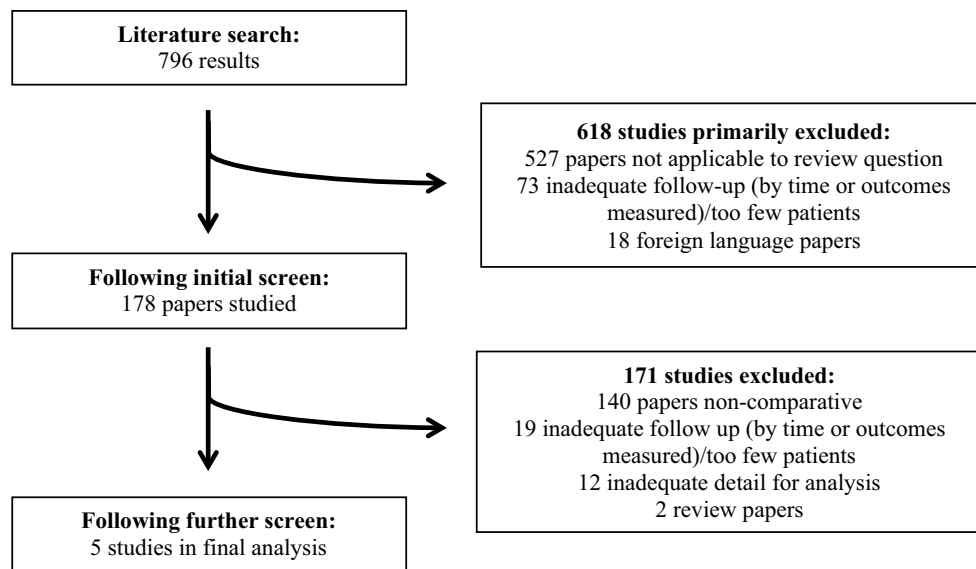 Literature search:
796 results
618 studies primarily excluded:
527 papers not applicable to review question
73 inadequate follow-up (by time or outcomes
measured)/too few patients
18 foreign language papers
Following initial screen:
178 papers studied
171 studies excluded:
140 papers non-comparative
19 inadequate follow up (by time or outcomes
measured)/too few patients
12 inadequate detail for analysis
2 review papers
Following further screen:
5 studies in final analysis